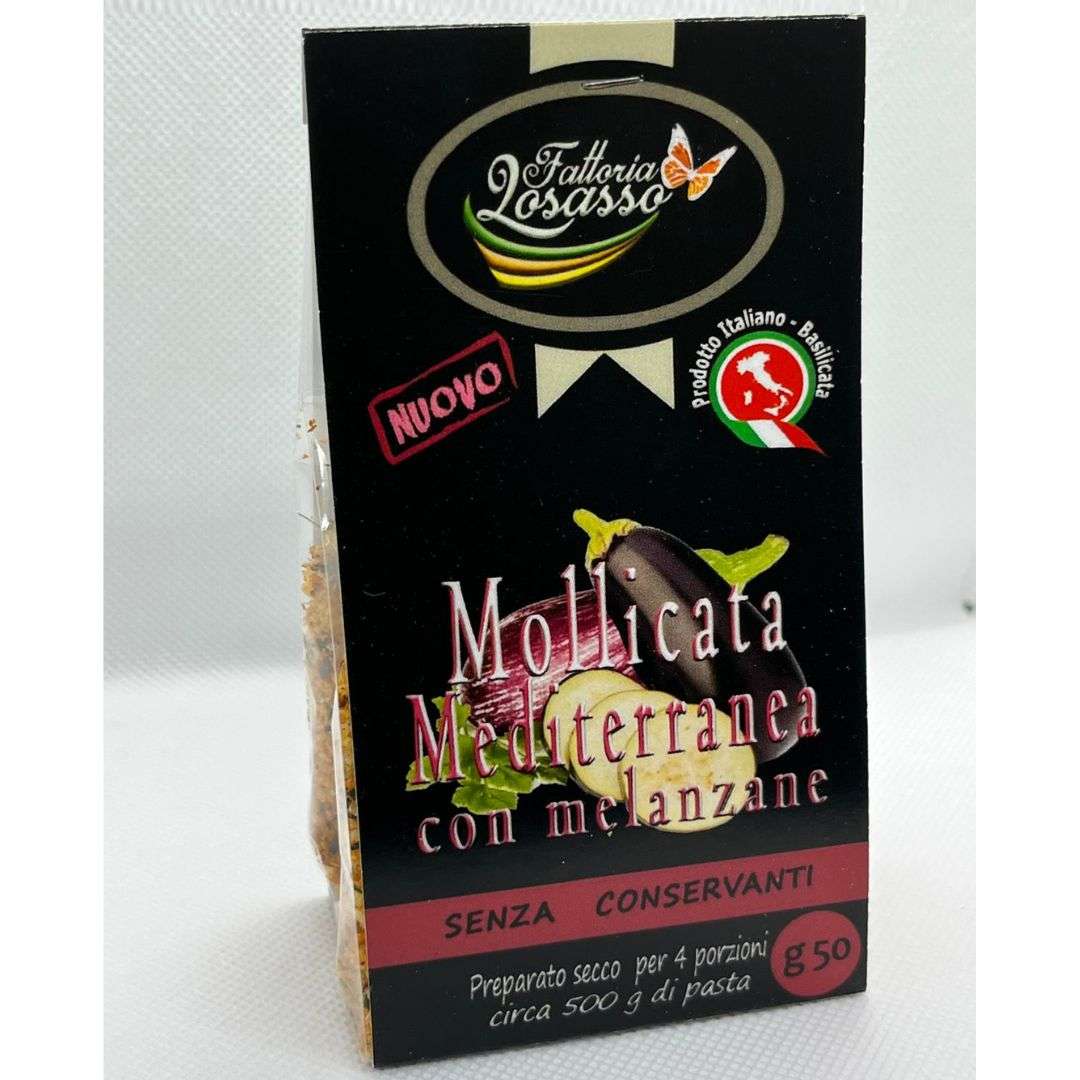 Fattoria
Losasso
NUOVO
Prodotto Italiano - Basilicata
Mollicata
Mediterranea
con melanzane
SENZA CONSERVANTI
Preparato secco per 4 porzioni
circa 500 g di pasta
g 50